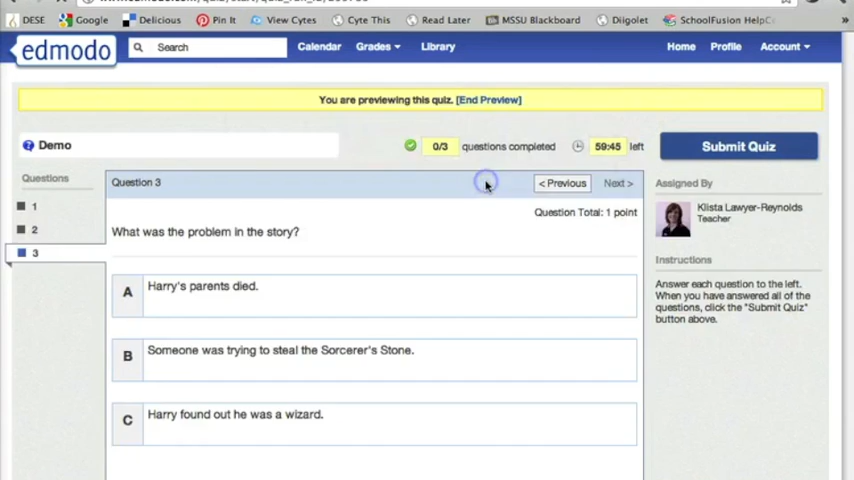 DESE Google Delicious Pin It View Cytes Cyte This Read Later MSSU Blackboard Diigolet SchoolFusion HelpC »
edmodo Search Calendar Grades Library Home Profile Account
You are previewing this quiz. [End Preview]
Demo 0/3 questions completed 59:45 left Submit Quiz
Questions
1
2
3
Question 3 < Previous Next >
Question Total: 1 point
What was the problem in the story?
A Harry's parents died.
B Someone was trying to steal the Sorcerer's Stone.
C Harry found out he was a wizard.
Assigned By
Klista Lawyer-Reynolds
Teacher
Instructions
Answer each question to the left.
When you have answered all of the
questions, click the "Submit Quiz"
button above.